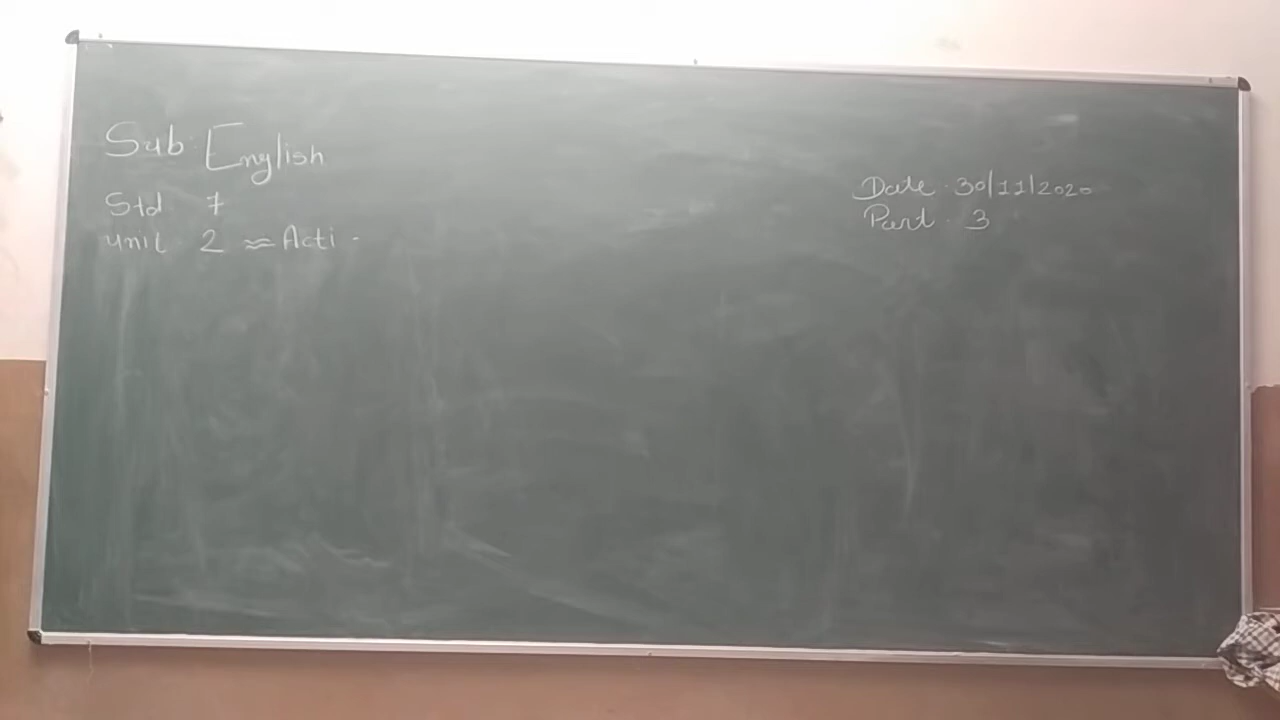 Sub: English
Std 7
Unit 2 ≈ Acti -
Date 30/11/2020
Part 3